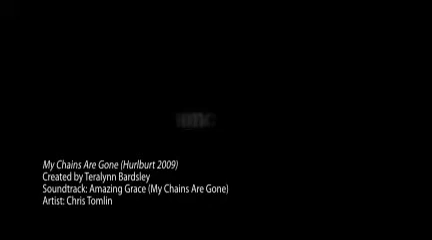 My Chains Are Gone (Hurlburt 2009)
Created by Teralynn Bardsley
Soundtrack: Amazing Grace (My Chains Are Gone)
Artist: Chris Tomlin